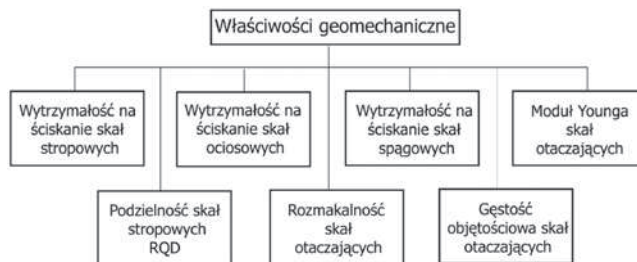 Właściwości geomechaniczne
Wytrzymałość na
ściskanie skał
stropowych
Wytrzymałość na
ściskanie skał
ociosowych
Wytrzymałość na
ściskanie skał
spągowych
Moduł Younga
skał
otaczających
Podzielność skał
stropowych
RQD
Rozmakalność
skał
otaczających
Gęstość
objętościowa skał
otaczających